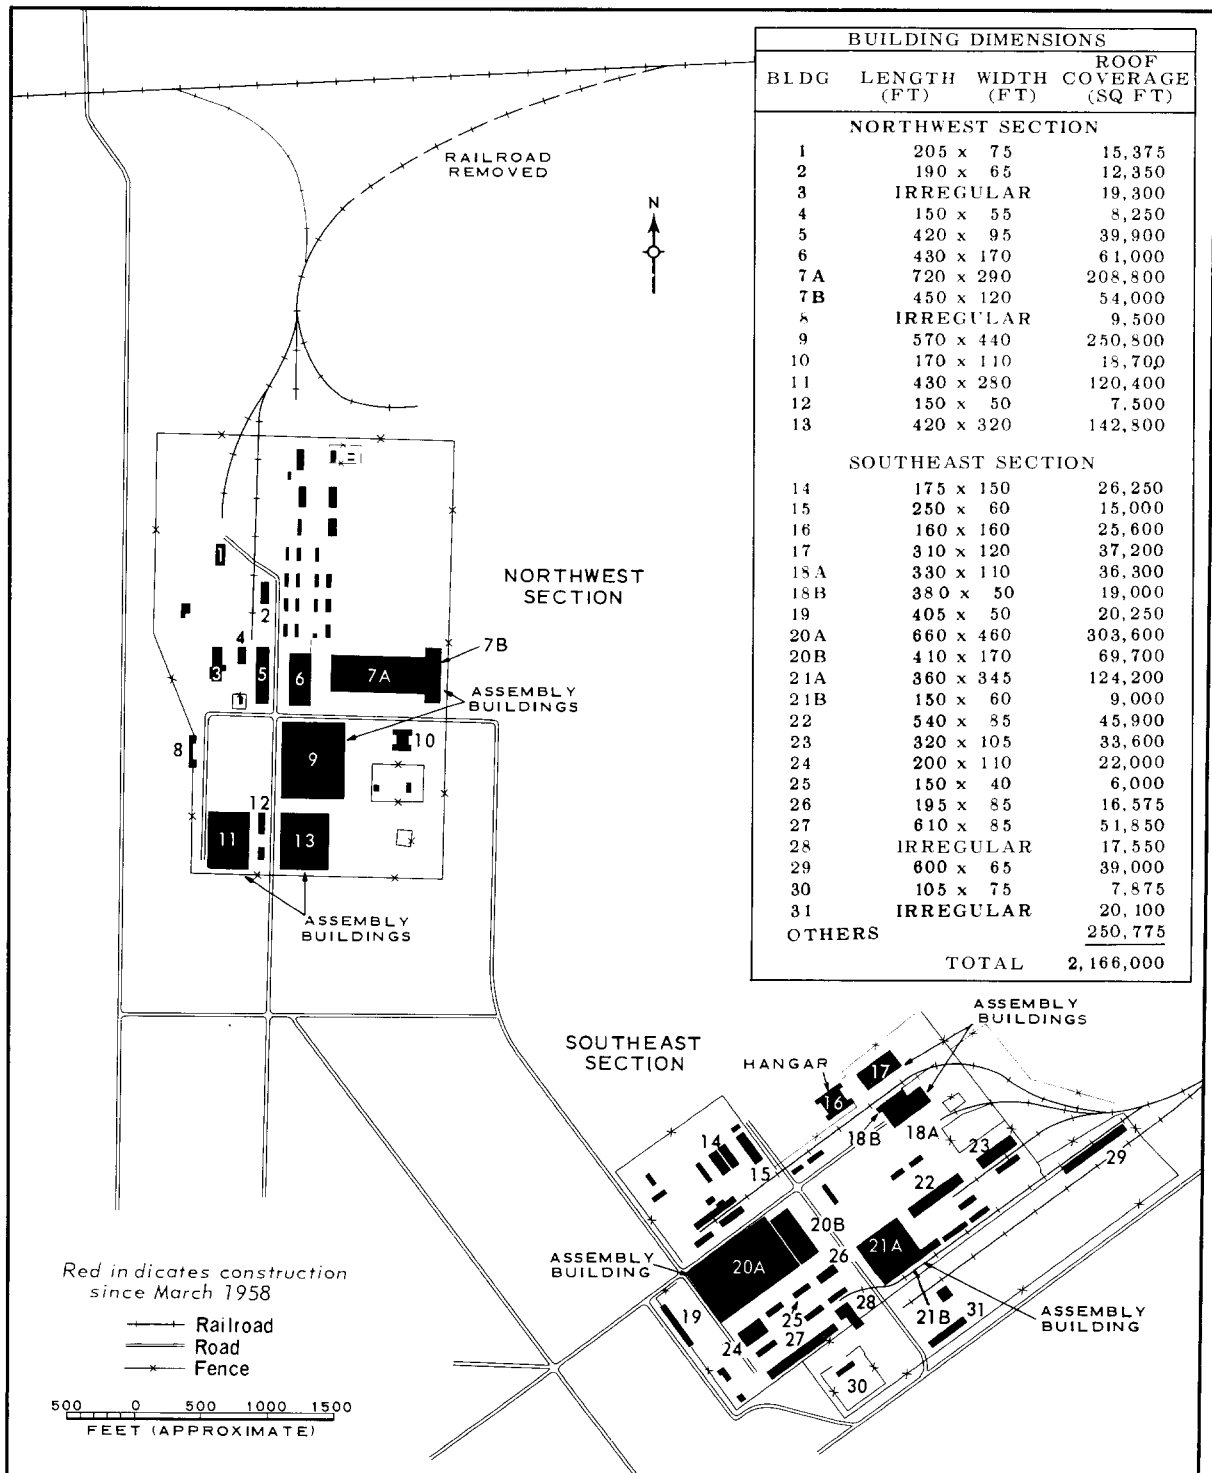 BUILDING DIMENSIONS
BLDG LENGTH (FT) WIDTH (FT) ROOF COVERAGE (SQ FT)
NORTHWEST SECTION
1 205 x 75 15,375
2 190 x 65 12,350
3 IRREGULAR 19,300
4 150 x 55 8,250
5 420 x 95 39,900
6 430 x 170 61,000
7A 720 x 290 208,800
7B 450 x 120 54,000
8 IRREGULAR 9,500
9 570 x 440 250,800
10 170 x 110 18,700
11 430 x 280 120,400
12 150 x 50 7,500
13 420 x 320 142,800
SOUTHEAST SECTION
14 175 x 150 26,250
15 250 x 60 15,000
16 160 x 160 25,600
17 310 x 120 37,200
18A 330 x 110 36,300
18B 380 x 50 19,000
19 405 x 50 20,250
20A 660 x 460 303,600
20B 410 x 170 69,700
21A 360 x 345 124,200
21B 150 x 60 9,000
22 540 x 85 45,900
23 320 x 105 33,600
24 200 x 110 22,000
25 150 x 40 6,000
26 195 x 85 16,575
27 610 x 85 51,850
28 IRREGULAR 17,550
29 600 x 65 39,000
30 105 x 75 7,875
31 IRREGULAR 20,100
OTHERS 250,775
TOTAL 2,166,000
RAILROAD
REMOVED
N
NORTHWEST
SECTION
1
2
3
4
5
6
7A
7B
ASSEMBLY
BUILDINGS
8
9
10
11
12
13
ASSEMBLY
BUILDINGS
SOUTHEAST
SECTION
ASSEMBLY
BUILDINGS
HANGAR
17
16
18B
18A
23
29
14
15
22
20B
21A
ASSEMBLY
BUILDING
20A
26
19
25
28
21B
31
ASSEMBLY
BUILDING
24
27
30
Red in dicates construction
since March 1958
Railroad
Road
Fence
500 0 500 1000 1500
FEET (APPROXIMATE)